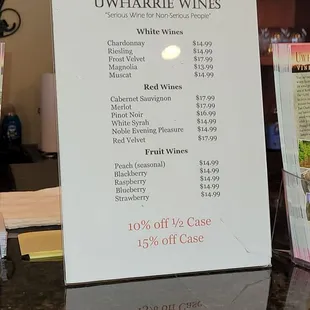 UWHARRIE WINES
"Serious Wine for Non-Serious People"
White Wines
Chardonnay $14.99
Riesling $14.99
Frost Velvet $17.99
Magnolia $13.99
Muscat $14.99
Red Wines
Cabernet Sauvignon $17.99
Merlot $17.99
Pinot Noir $16.99
White Syrah $14.99
Noble Evening Pleasure $14.99
Red Velvet $17.99
Fruit Wines
Peach (seasonal) $14.99
Blackberry $14.99
Raspberry $14.99
Blueberry $14.99
Strawberry $14.99
10% off ½ Case
15% off Case
UWHARRIE